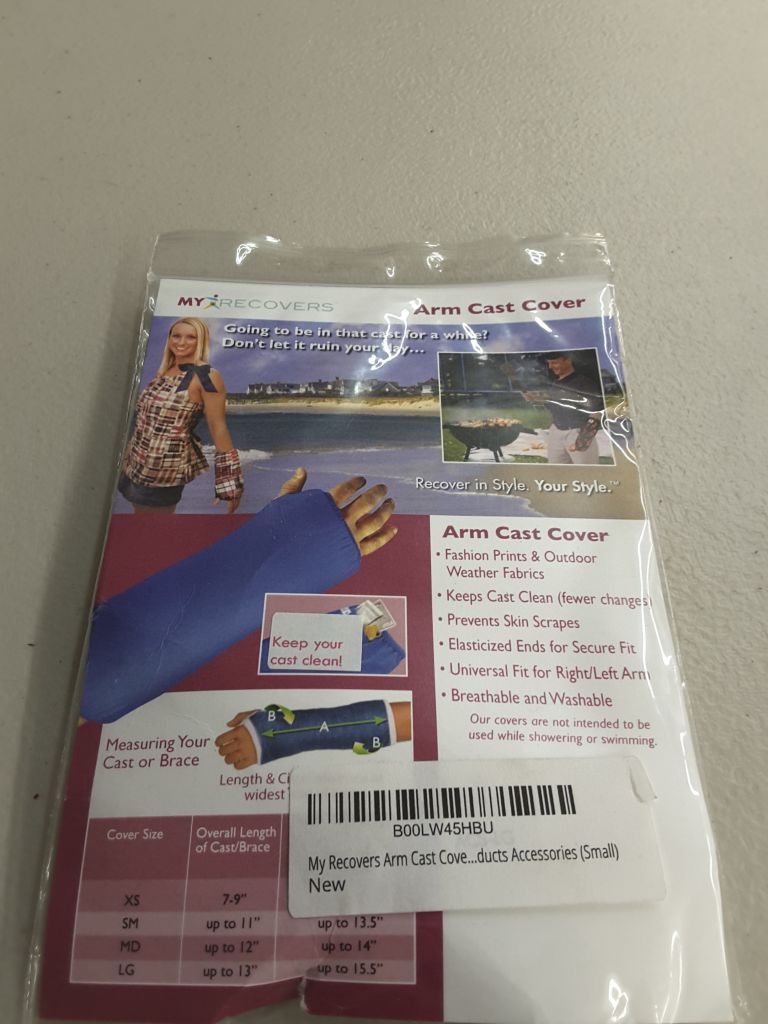 MY RECOVERS
Arm Cast Cover
Going to be in that cast for a while?
Don't let it ruin your day...
Recover in Style. Your Style.™
Arm Cast Cover
• Fashion Prints & Outdoor
Weather Fabrics
• Keeps Cast Clean (fewer changes)
• Prevents Skin Scrapes
• Elasticized Ends for Secure Fit
• Universal Fit for Right/Left Arm
• Breathable and Washable
Our covers are not intended to be
used while showering or swimming.
Keep your
cast clean!
B
A
B
Measuring Your
Cast or Brace
Length &
widest
Cover Size
Overall Length
of Cast/Brace
XS 7-9"
SM up to 11" up to 13.5"
MD up to 12" up to 14"
LG up to 13" up to 15.5"
B00LW45HBU
My Recovers Arm Cast Cove...ducts Accessories (Small)
New